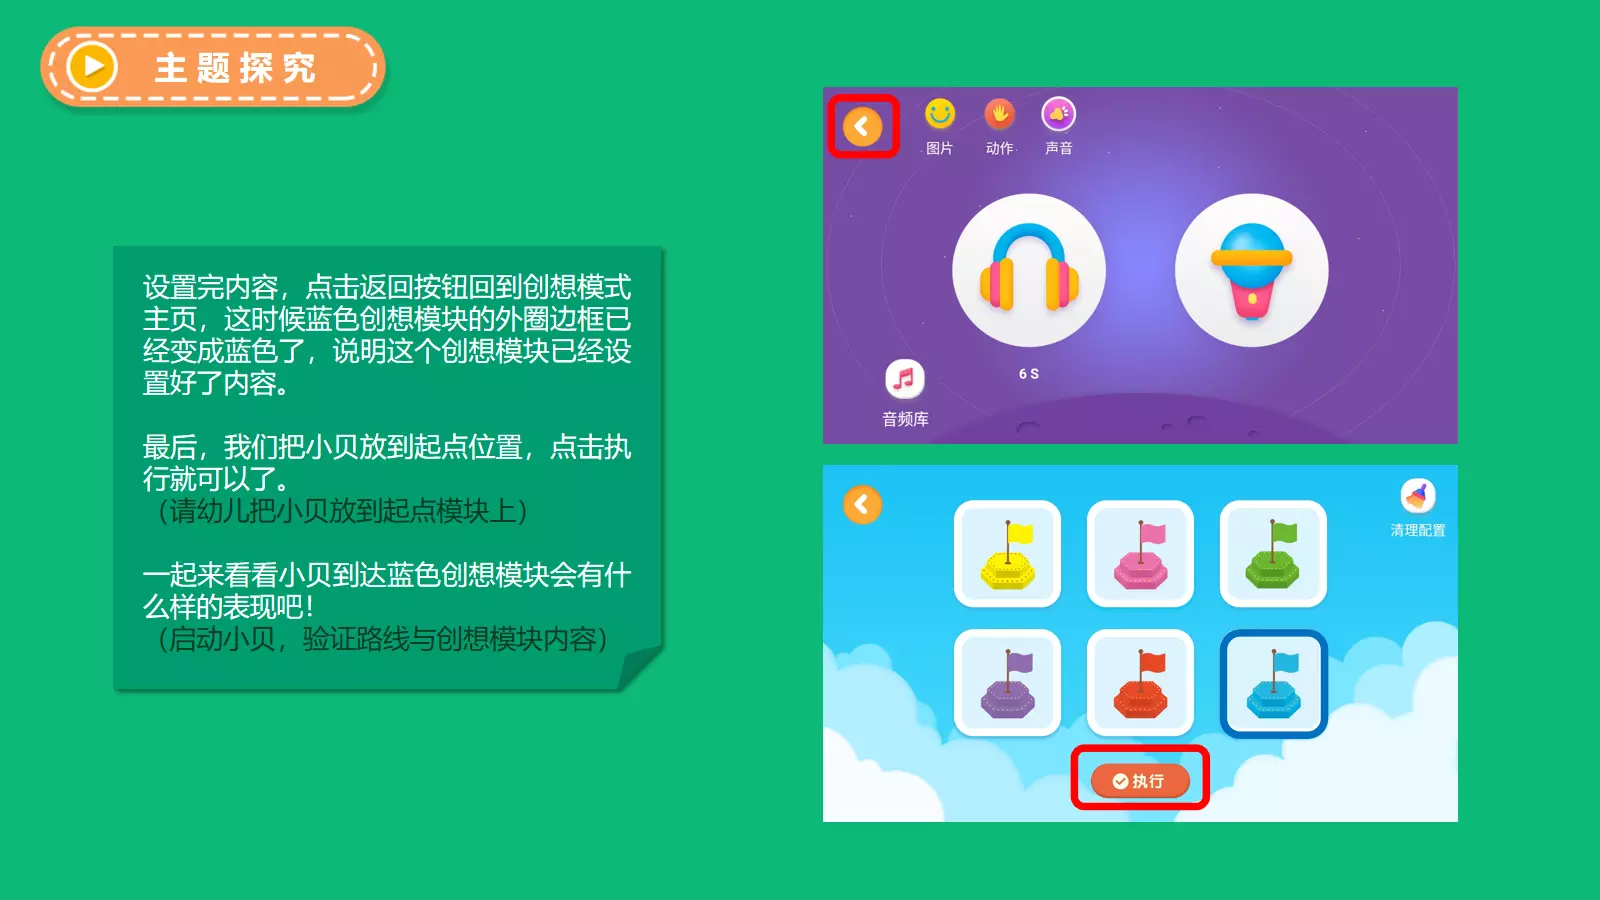 主题探究
设置完内容，点击返回按钮回到创想模式
主页，这时候蓝色创想模块的外圈边框已
经变成蓝色了，说明这个创想模块已经设
置好了内容。
最后，我们把小贝放到起点位置，点击执
行就可以了。
（请幼儿把小贝放到起点模块上）
一起来看看小贝到达蓝色创想模块会有什
么样的表现吧！
（启动小贝，验证路线与创想模块内容）
图片 动作 声音
6 S
音频库
清理配置
执行